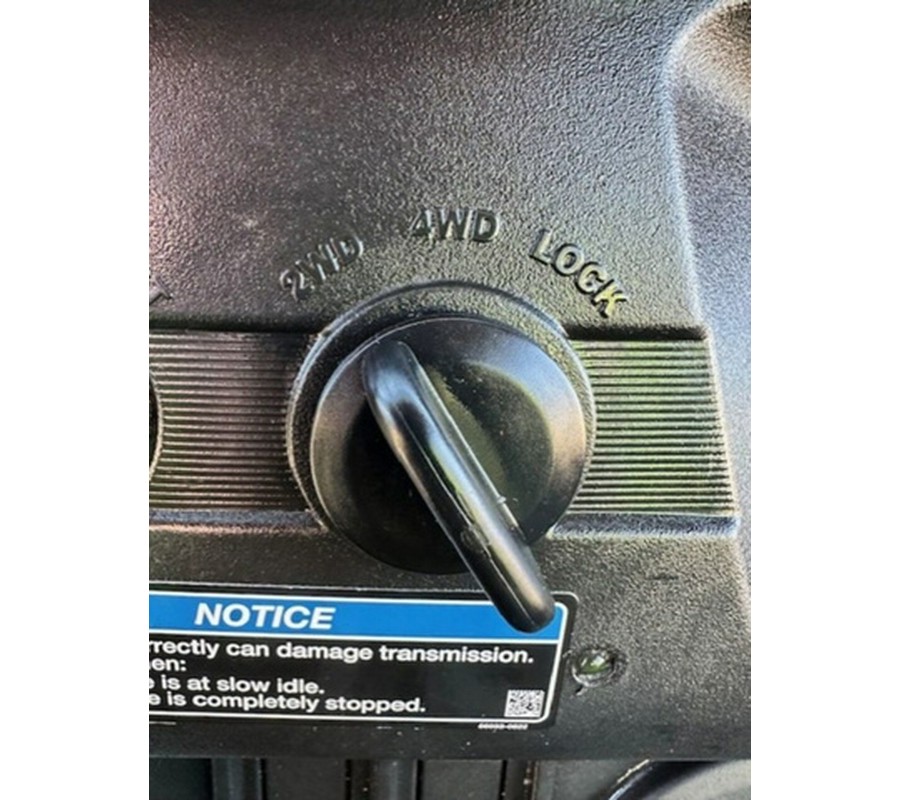 2WD 4WD LOCK
NOTICE
rrectly can damage transmission.
en:
e is at slow idle.
e is completely stopped.